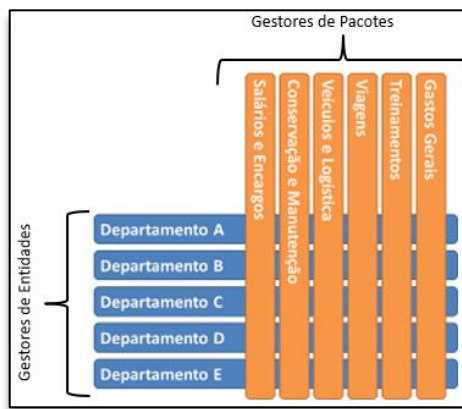 Gestores de Pacotes
Salários e Encargos
Conservação e Manutenção
Veículos e Logística
Viagens
Treinamentos
Gastos Gerais
Gestores de Entidades
Departamento A
Departamento B
Departamento C
Departamento D
Departamento E